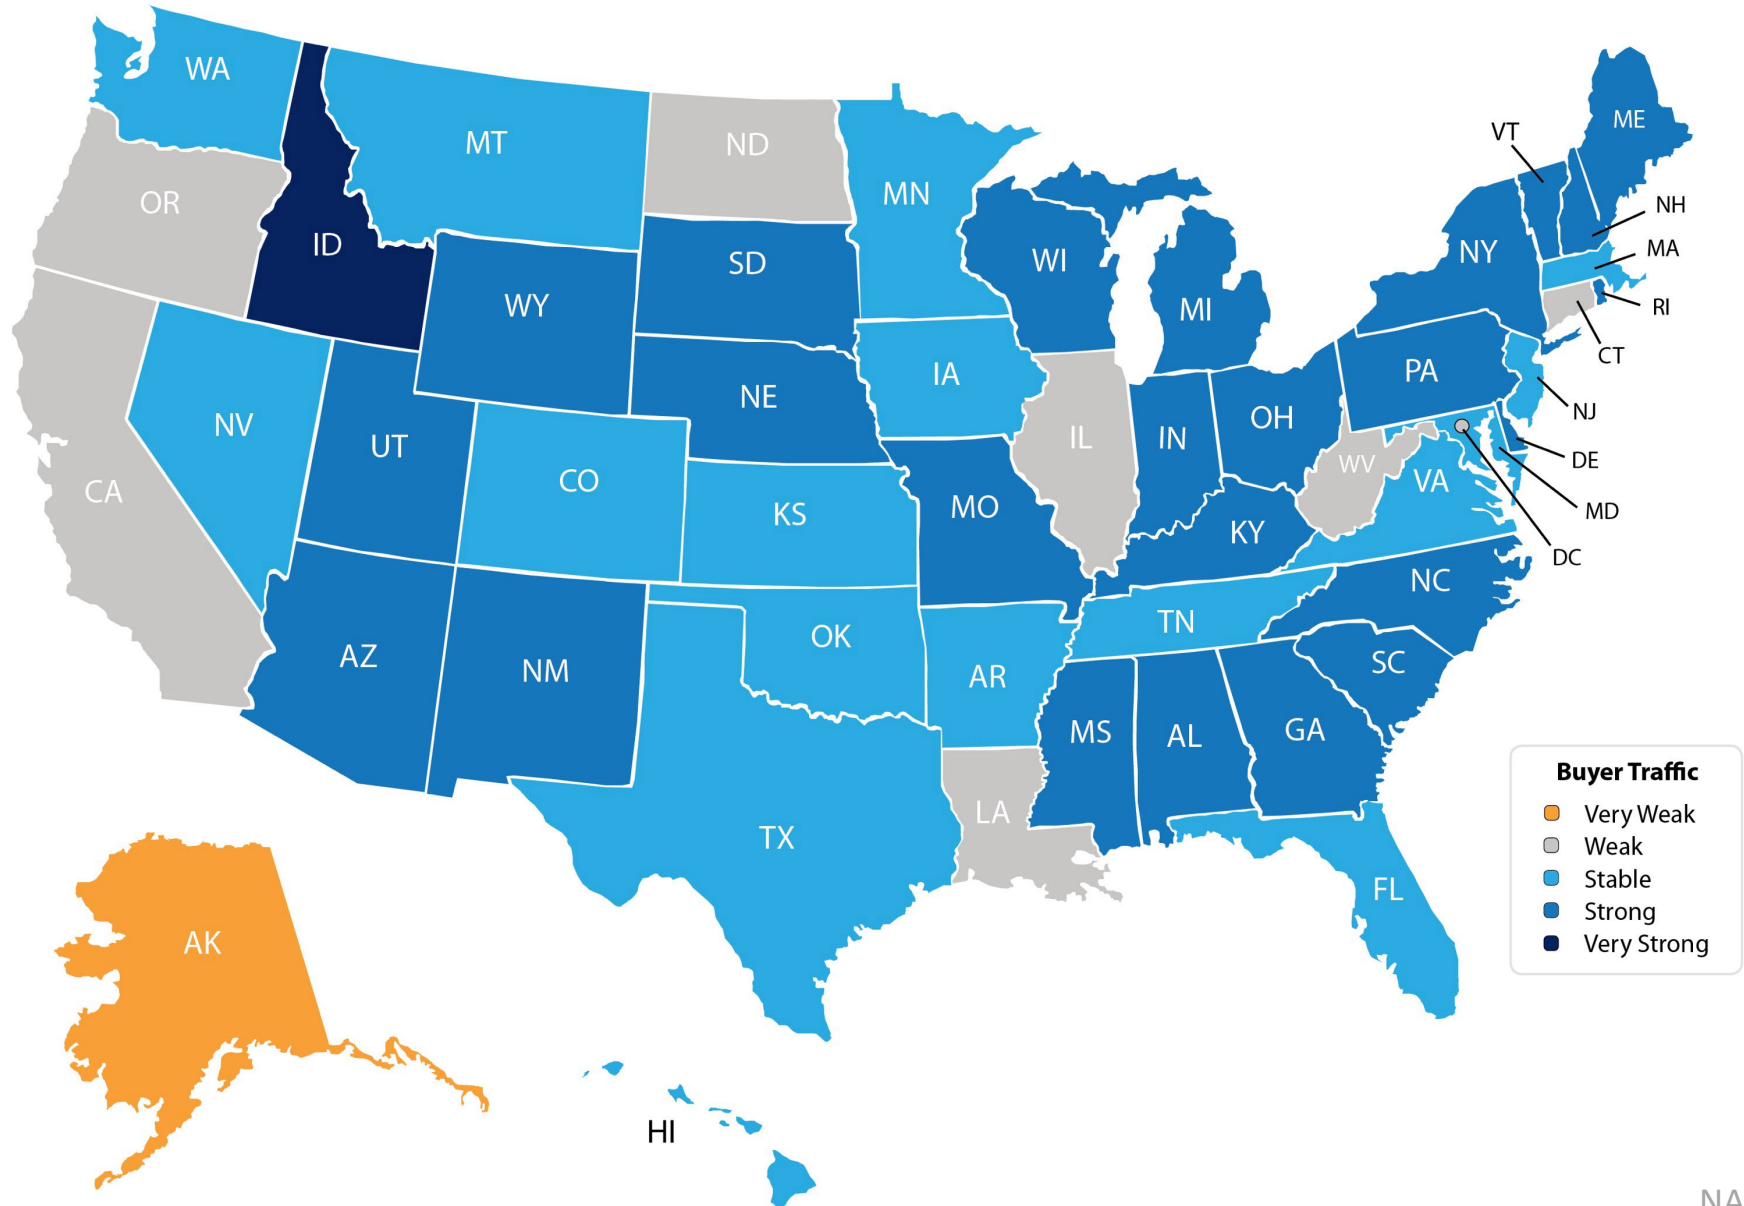 WA
MT
ND
MN
OR
ID
WY
SD
WI
MI
NY
VT
ME
NH
MA
RI
CT
NJ
DE
MD
DC
PA
NV
UT
CA
CO
NE
IA
IL
IN
OH
WV
VA
KS
MO
KY
NC
AZ
NM
OK
AR
TN
SC
TX
LA
MS
AL
GA
FL
AK
HI
Buyer Traffic
Very Weak
Weak
Stable
Strong
Very Strong